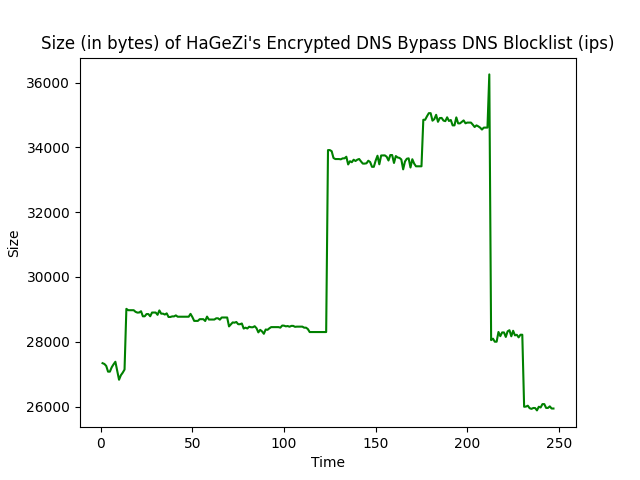 Size (in bytes) of HaGeZi's Encrypted DNS Bypass DNS Blocklist (ips)
36000
34000
32000
30000
28000
26000
Size
0 50 100 150 200 250
Time